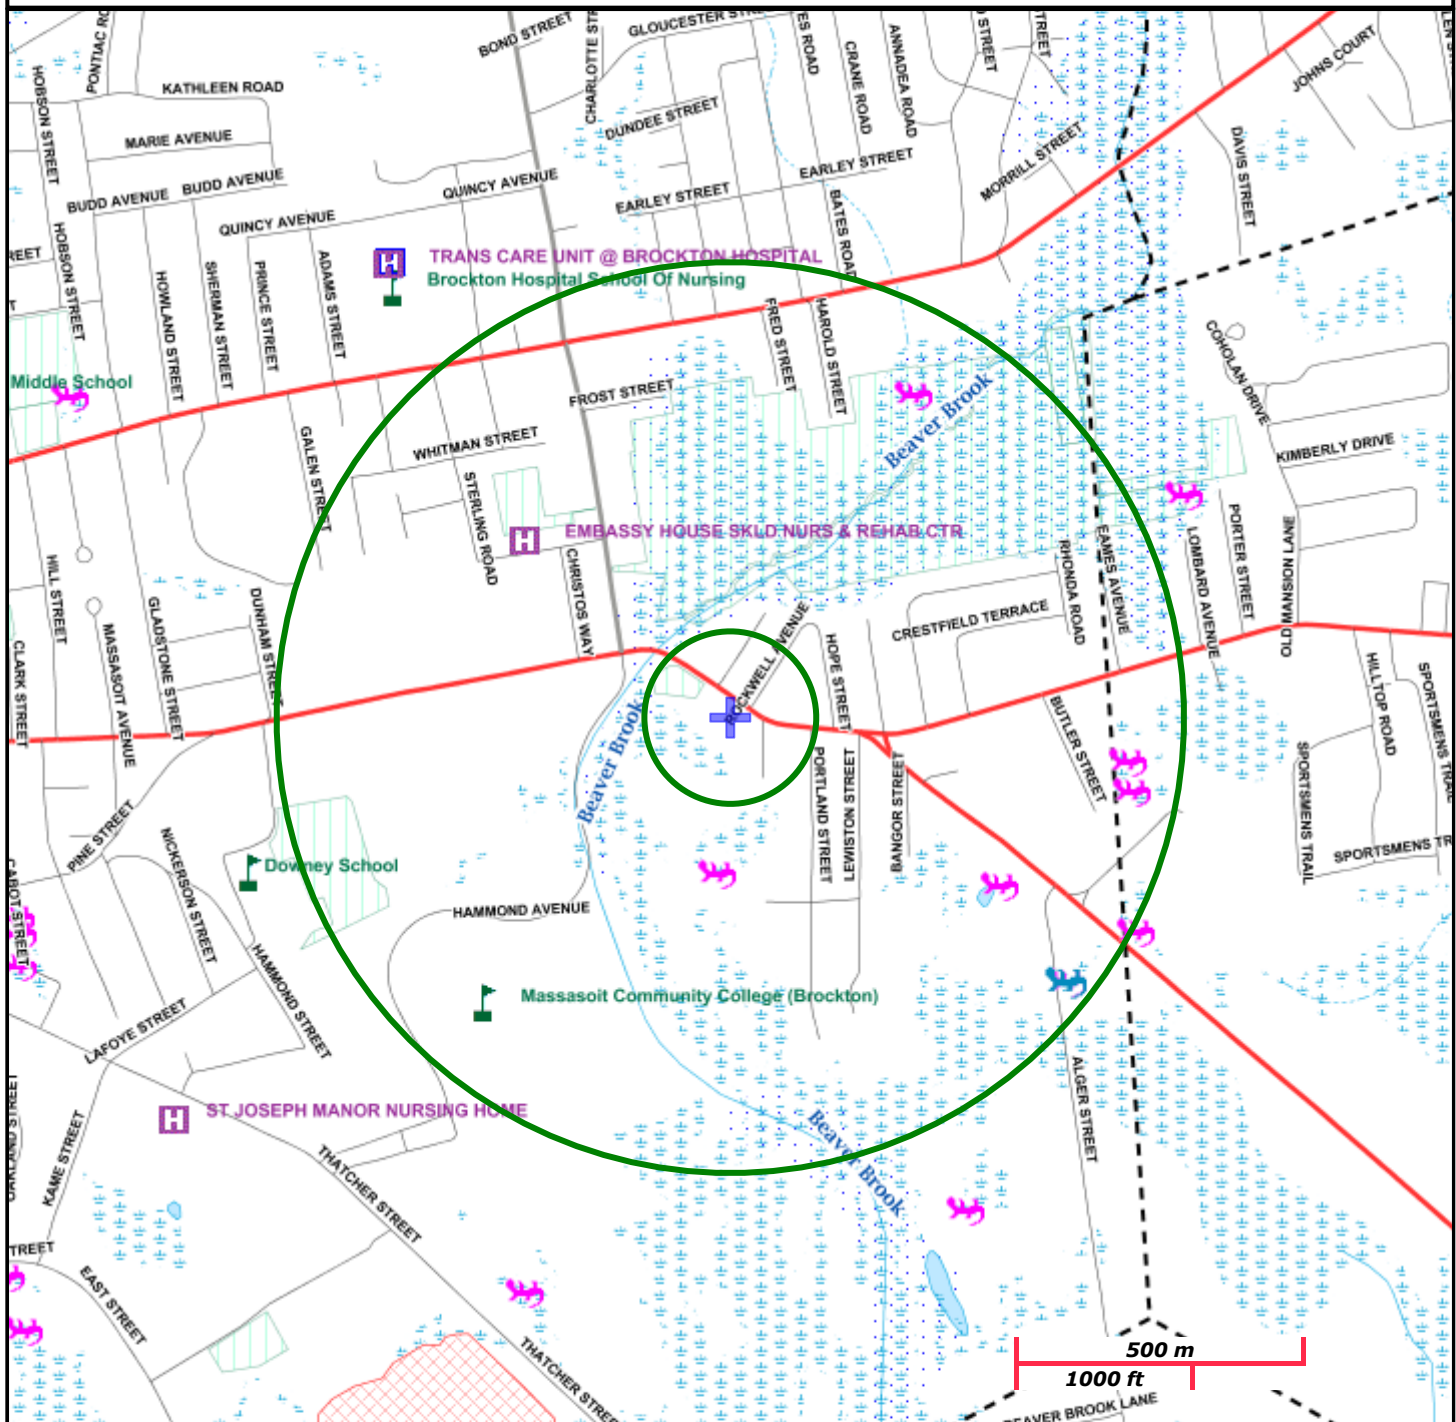 BOND STREET
GLOUCESTER
CRANE ROAD
ANNADEA ROAD
JOHNS COURT
PONTIAC
HOBSON STREET
KATHLEEN ROAD
DUNDEE STREET
MARIE AVENUE
MORRILL STREET
DAVIS STREET
EARLEY STREET
BUDD AVENUE
BUDD AVENUE
QUINCY AVENUE
EARLEY STREET
BATES ROAD
QUINCY AVENUE
HOBSON STREET
ADAMS STREET
H
TRANS CARE UNIT @ BROCKTON HOSPITAL
Brockton Hospital School Of Nursing
HOWLAND STREET
SHERMAN STREET
PRINCE STREET
FRED STREET
HAROLD STREET
COHOLAN DRIVE
Middle School
FROST STREET
Beaver Brook
WHITMAN STREET
GALEN STREET
KIMBERLY DRIVE
STERLING ROAD
H
EMBASSY HOUSE SKLD NURS & REHAB CTR
PORTER STREET
LOMBARD AVENUE
OLD MANSION LANE
EAMES AVENUE
RHONDA ROAD
HILL STREET
CHRISTOS WAY
DUNHAM STREET
GLADSTONE STREET
MASSASOIT AVENUE
CLARK STREET
ROCKWELL AVENUE
HOPE STREET
CRESTFIELD TERRACE
HILLTOP ROAD
SPORTSMENS TRAIL
Beaver Brook
BUTLER STREET
PORTLAND STREET
LEWISTON STREET
BANGOR STREET
SPORTSMENS TRAIL
SPORTSMENS TR
PINE STREET
NICKERSON STREET
Downey School
CABOT STREET
HAMMOND AVENUE
HAMMOND STREET
Massasoit Community College (Brockton)
LAFOYE STREET
OAKLAND STREET
KAME STREET
H
ST JOSEPH MANOR NURSING HOME
ALGER STREET
Beaver Brook
THATCHER STREET
TREET
EAST STREET
THATCHER STREE
500 m
1000 ft
BEAVER BROOK LANE